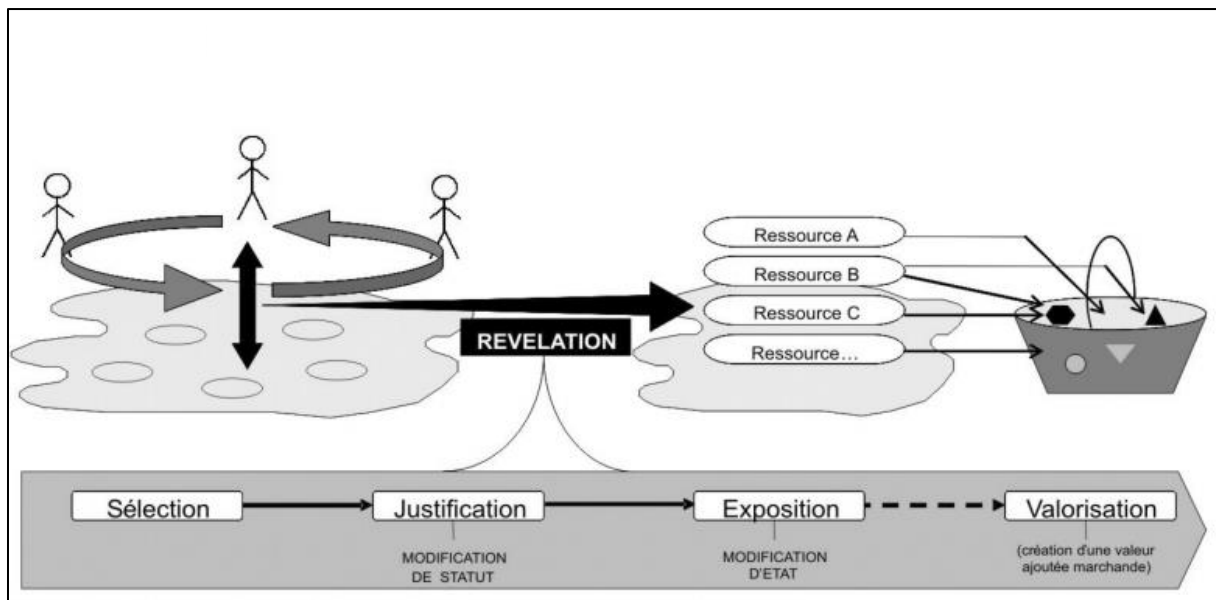 Ressource A
Ressource B
Ressource C
Ressource...
REVELATION
Sélection
Justification
Exposition
Valorisation
MODIFICATION
DE STATUT
MODIFICATION
D'ETAT
(création d'une valeur
ajoutée marchande)